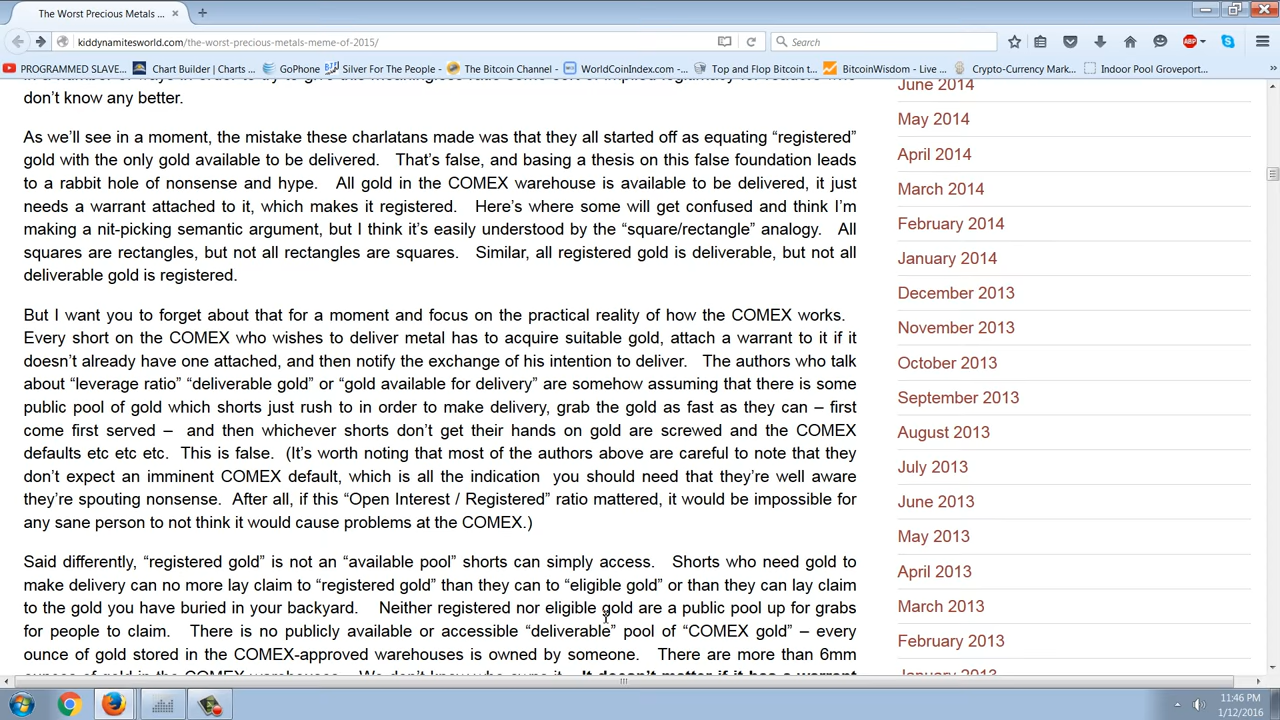 The Worst Precious Metals ...
kiddynamitesworld.com/the-worst-precious-metals-meme-of-2015/
Search
PROGRAMMED SLAVE...
Chart Builder | Charts ...
GoPhone
Silver For The People ...
The Bitcoin Channel -...
WorldCoinIndex.com -...
Top and Flop Bitcoin t...
BitcoinWisdom - Live ...
Crypto-Currency Mark...
Indoor Pool Groveport...
don't know any better.
As we'll see in a moment, the mistake these charlatans made was that they all started off as equating "registered"
gold with the only gold available to be delivered. That's false, and basing a thesis on this false foundation leads
to a rabbit hole of nonsense and hype. All gold in the COMEX warehouse is available to be delivered, it just
needs a warrant attached to it, which makes it registered. Here's where some will get confused and think I'm
making a nit-picking semantic argument, but I think it's easily understood by the "square/rectangle" analogy. All
squares are rectangles, but not all rectangles are squares. Similar, all registered gold is deliverable, but not all
deliverable gold is registered.
But I want you to forget about that for a moment and focus on the practical reality of how the COMEX works.
Every short on the COMEX who wishes to deliver metal has to acquire suitable gold, attach a warrant to it if it
doesn't already have one attached, and then notify the exchange of his intention to deliver. The authors who talk
about "leverage ratio" "deliverable gold" or "gold available for delivery" are somehow assuming that there is some
public pool of gold which shorts just rush to in order to make delivery, grab the gold as fast as they can – first
come first served – and then whichever shorts don't get their hands on gold are screwed and the COMEX
defaults etc etc etc. This is false. (It's worth noting that most of the authors above are careful to note that they
don't expect an imminent COMEX default, which is all the indication you should need that they're well aware
they're spouting nonsense. After all, if this "Open Interest / Registered" ratio mattered, it would be impossible for
any sane person to not think it would cause problems at the COMEX.)
Said differently, "registered gold" is not an "available pool" shorts can simply access. Shorts who need gold to
make delivery can no more lay claim to "registered gold" than they can to "eligible gold" or than they can lay claim
to the gold you have buried in your backyard. Neither registered nor eligible gold are a public pool up for grabs
for people to claim. There is no publicly available or accessible "deliverable" pool of "COMEX gold" – every
ounce of gold stored in the COMEX-approved warehouses is owned by someone. There are more than 6mm
ounces of gold in the COMEX warehouses. We don't know who owns it. It doesn't matter if it has a warrant
June 2014
May 2014
April 2014
March 2014
February 2014
January 2014
December 2013
November 2013
October 2013
September 2013
August 2013
July 2013
June 2013
May 2013
April 2013
March 2013
February 2013
January 2013
11:46 PM
1/12/2016